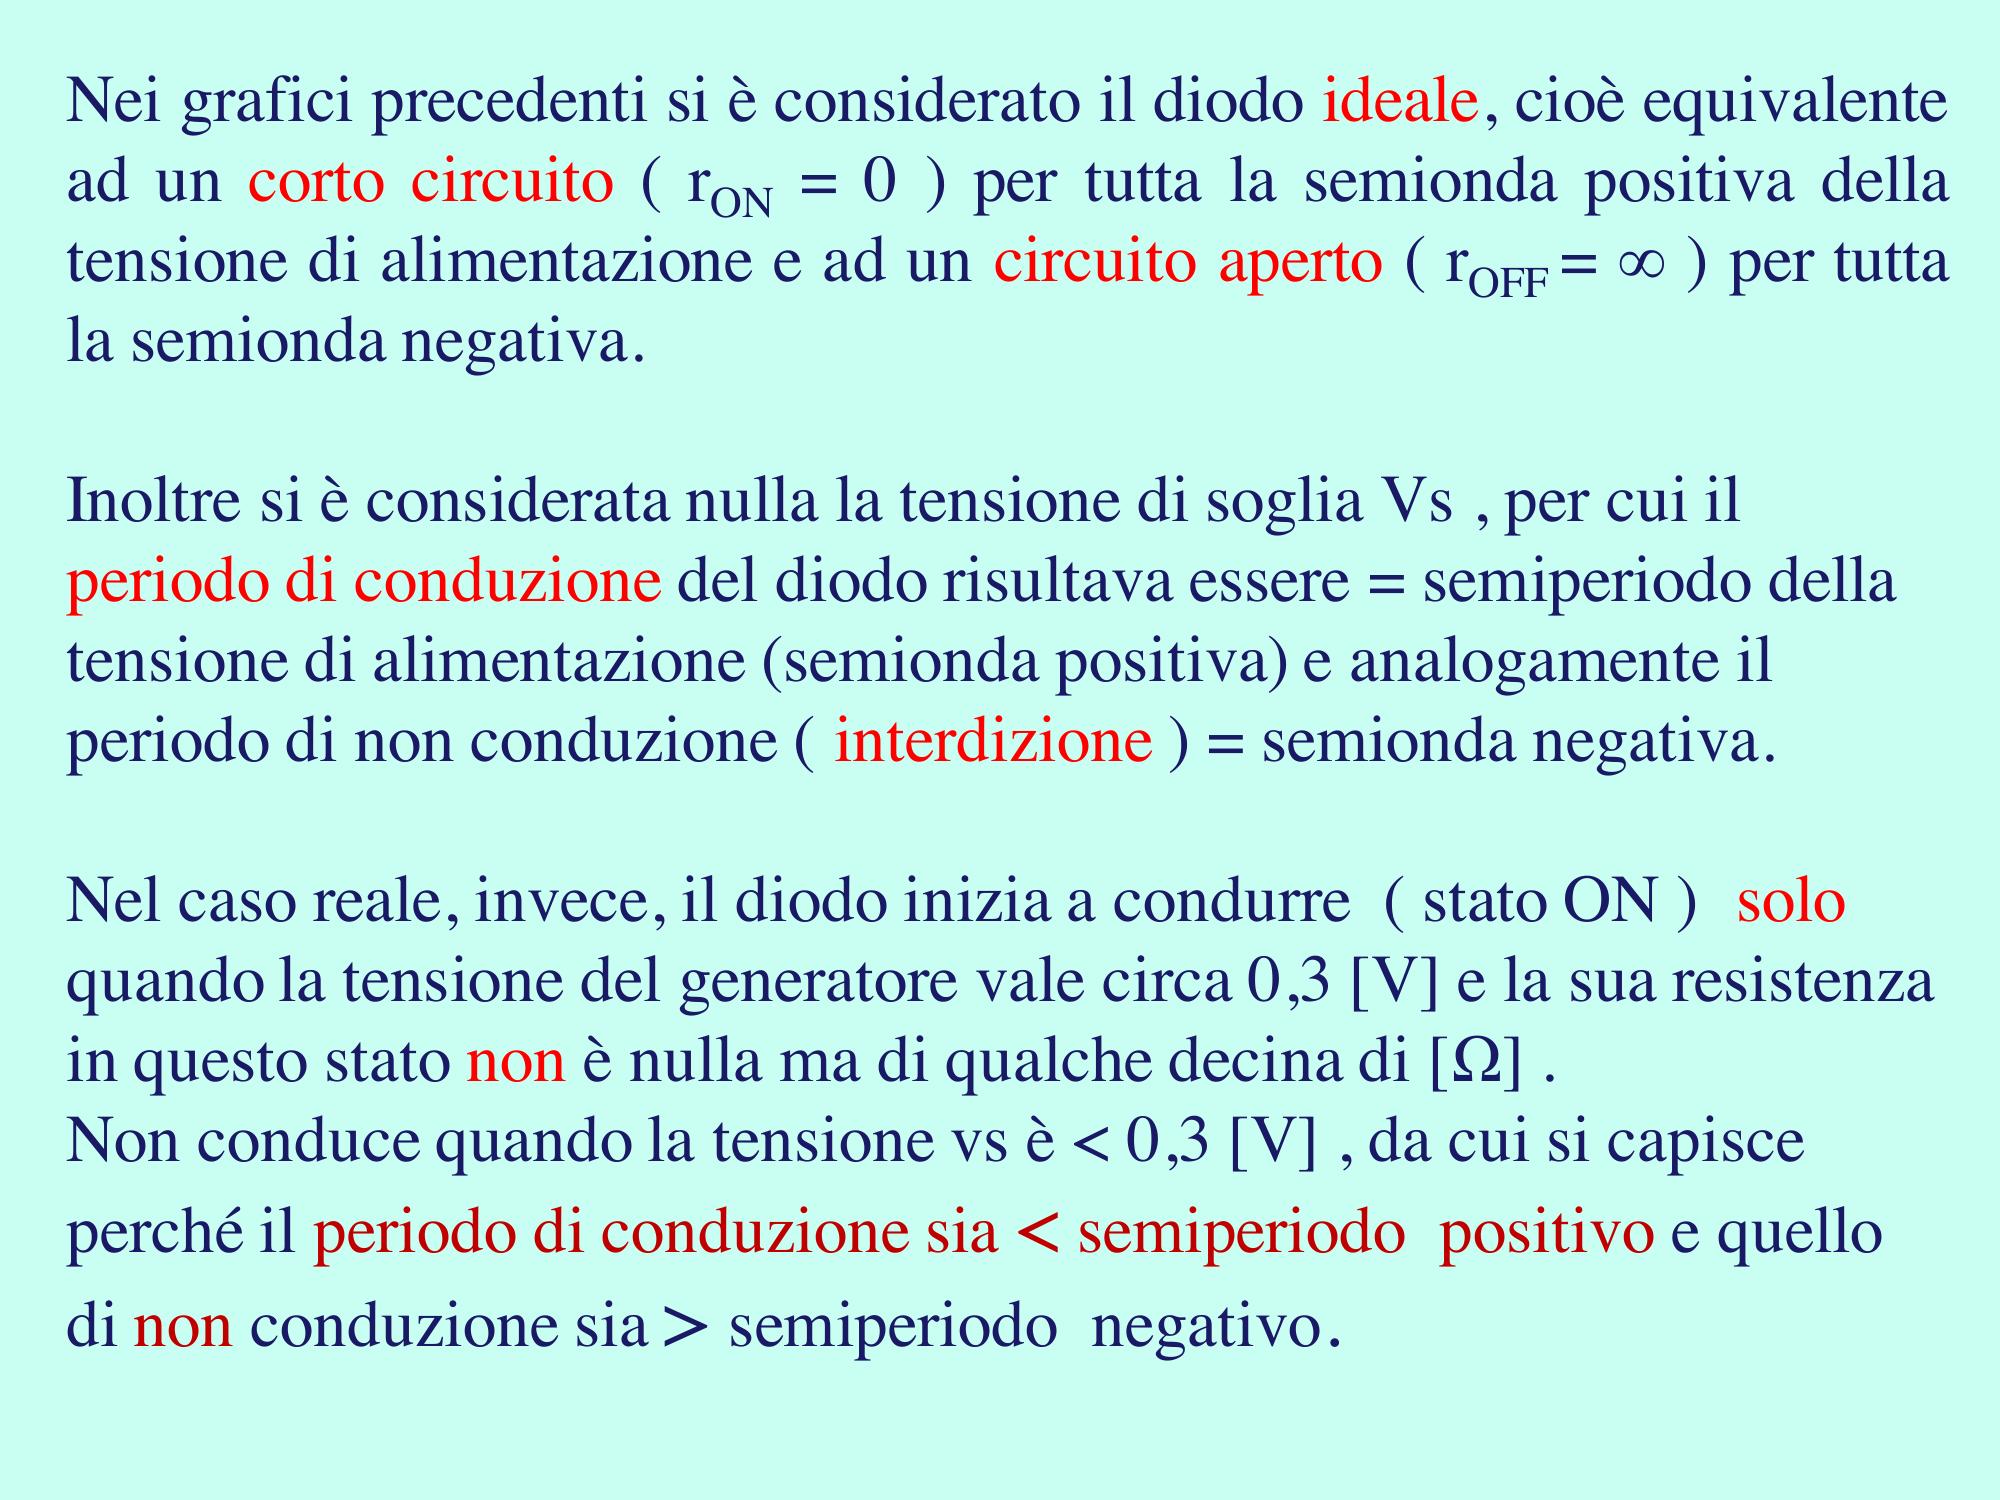 Nei grafici precedenti si è considerato il diodo ideale, cioè equivalente
ad un corto circuito ( rON = 0 ) per tutta la semionda positiva della
tensione di alimentazione e ad un circuito aperto ( rOFF = ∞ ) per tutta
la semionda negativa.
Inoltre si è considerata nulla la tensione di soglia Vs , per cui il
periodo di conduzione del diodo risultava essere = semiperiodo della
tensione di alimentazione (semionda positiva) e analogamente il
periodo di non conduzione ( interdizione ) = semionda negativa.
Nel caso reale, invece, il diodo inizia a condurre ( stato ON ) solo
quando la tensione del generatore vale circa 0,3 [V] e la sua resistenza
in questo stato non è nulla ma di qualche decina di [Ω] .
Non conduce quando la tensione vs è < 0,3 [V] , da cui si capisce
perché il periodo di conduzione sia < semiperiodo positivo e quello
di non conduzione sia > semiperiodo negativo.